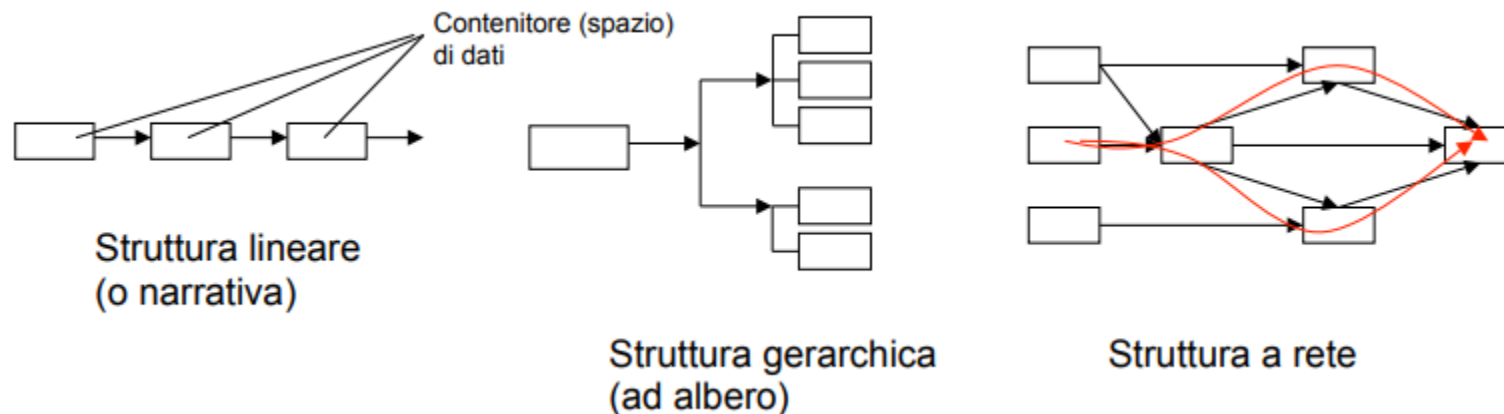 Contenitore (spazio)
di dati
Struttura lineare
(o narrativa)
Struttura gerarchica
(ad albero)
Struttura a rete